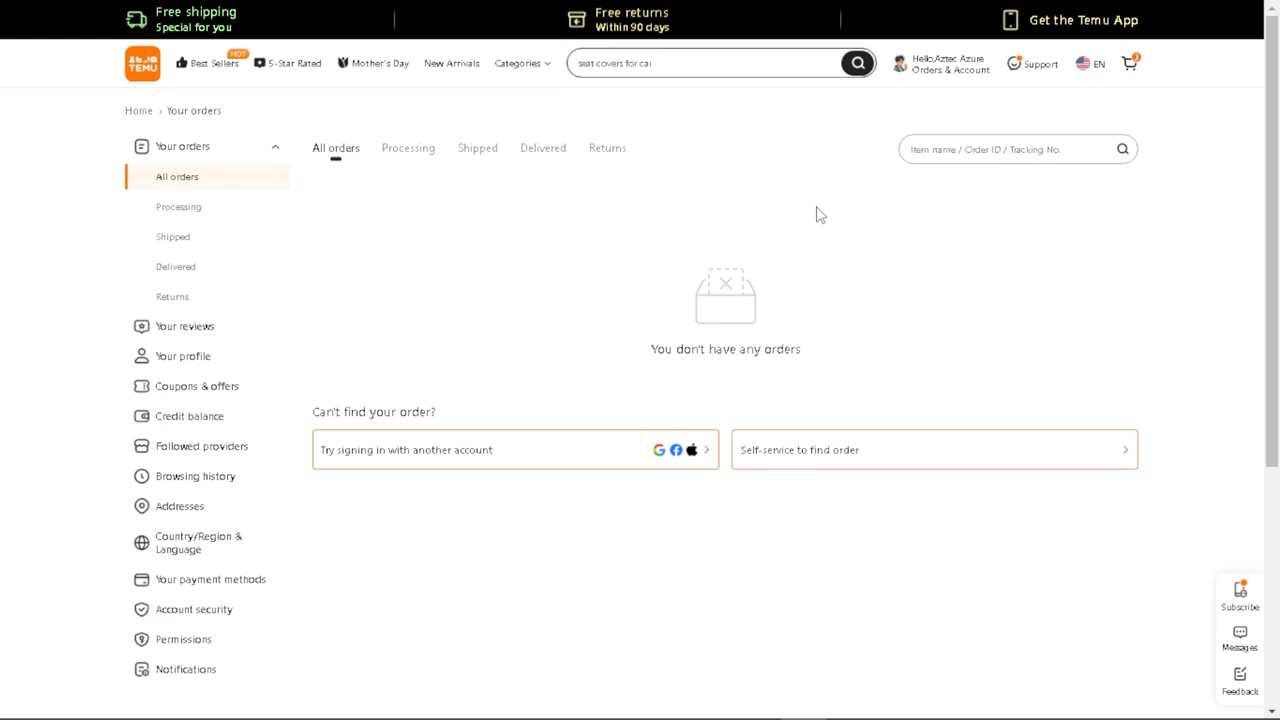 Free shipping
Special for you
Free returns
Within 90 days
Get the Temu App
TEMU
Best Sellers
HOT
5-Star Rated
Mother's Day
New Arrivals
Categories
seat covers for car
Hello, Aztec Azure
Orders & Account
Support
EN
3
Home › Your orders
Your orders
All orders
Processing
Shipped
Delivered
Returns
Your reviews
Your profile
Coupons & offers
Credit balance
Followed providers
Browsing history
Addresses
Country/Region &
Language
Your payment methods
Account security
Permissions
Notifications
All orders
Processing
Shipped
Delivered
Returns
Item name / Order ID / Tracking No.
You don't have any orders
Can't find your order?
Try signing in with another account
Self-service to find order
Subscribe
Messages
Feedback